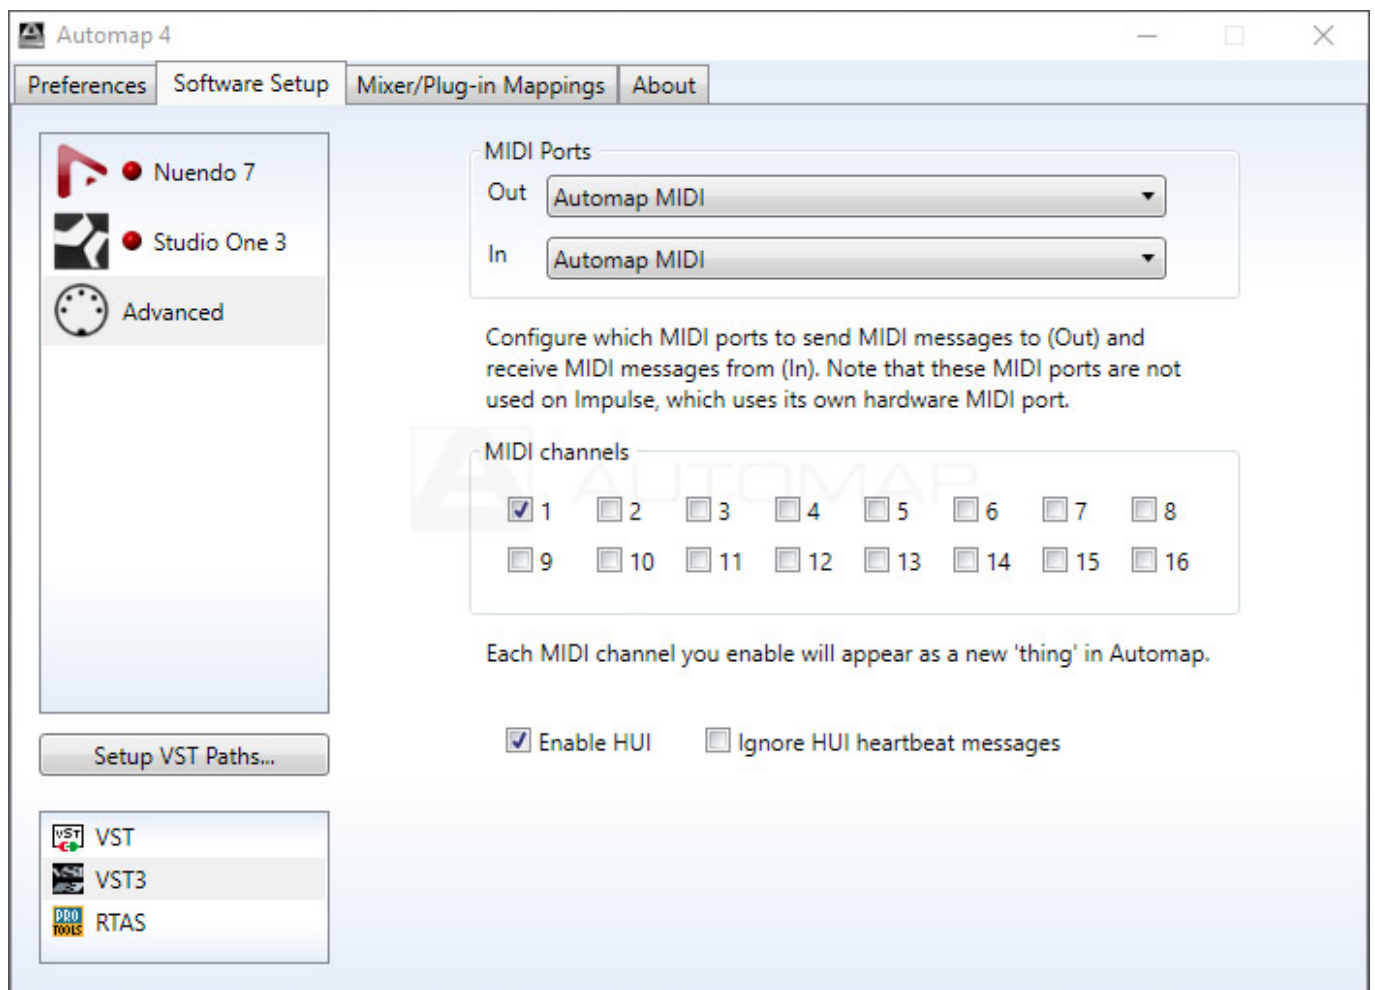 Automap 4
Preferences Software Setup Mixer/Plug-in Mappings About
Nuendo 7
Studio One 3
Advanced
Setup VST Paths...
VST
VST3
PRO TOOLS RTAS
MIDI Ports
Out Automap MIDI
In Automap MIDI
Configure which MIDI ports to send MIDI messages to (Out) and
receive MIDI messages from (In). Note that these MIDI ports are not
used on Impulse, which uses its own hardware MIDI port.
AUTOMAP
MIDI channels
1 2 3 4 5 6 7 8
9 10 11 12 13 14 15 16
Each MIDI channel you enable will appear as a new 'thing' in Automap.
Enable HUI Ignore HUI heartbeat messages